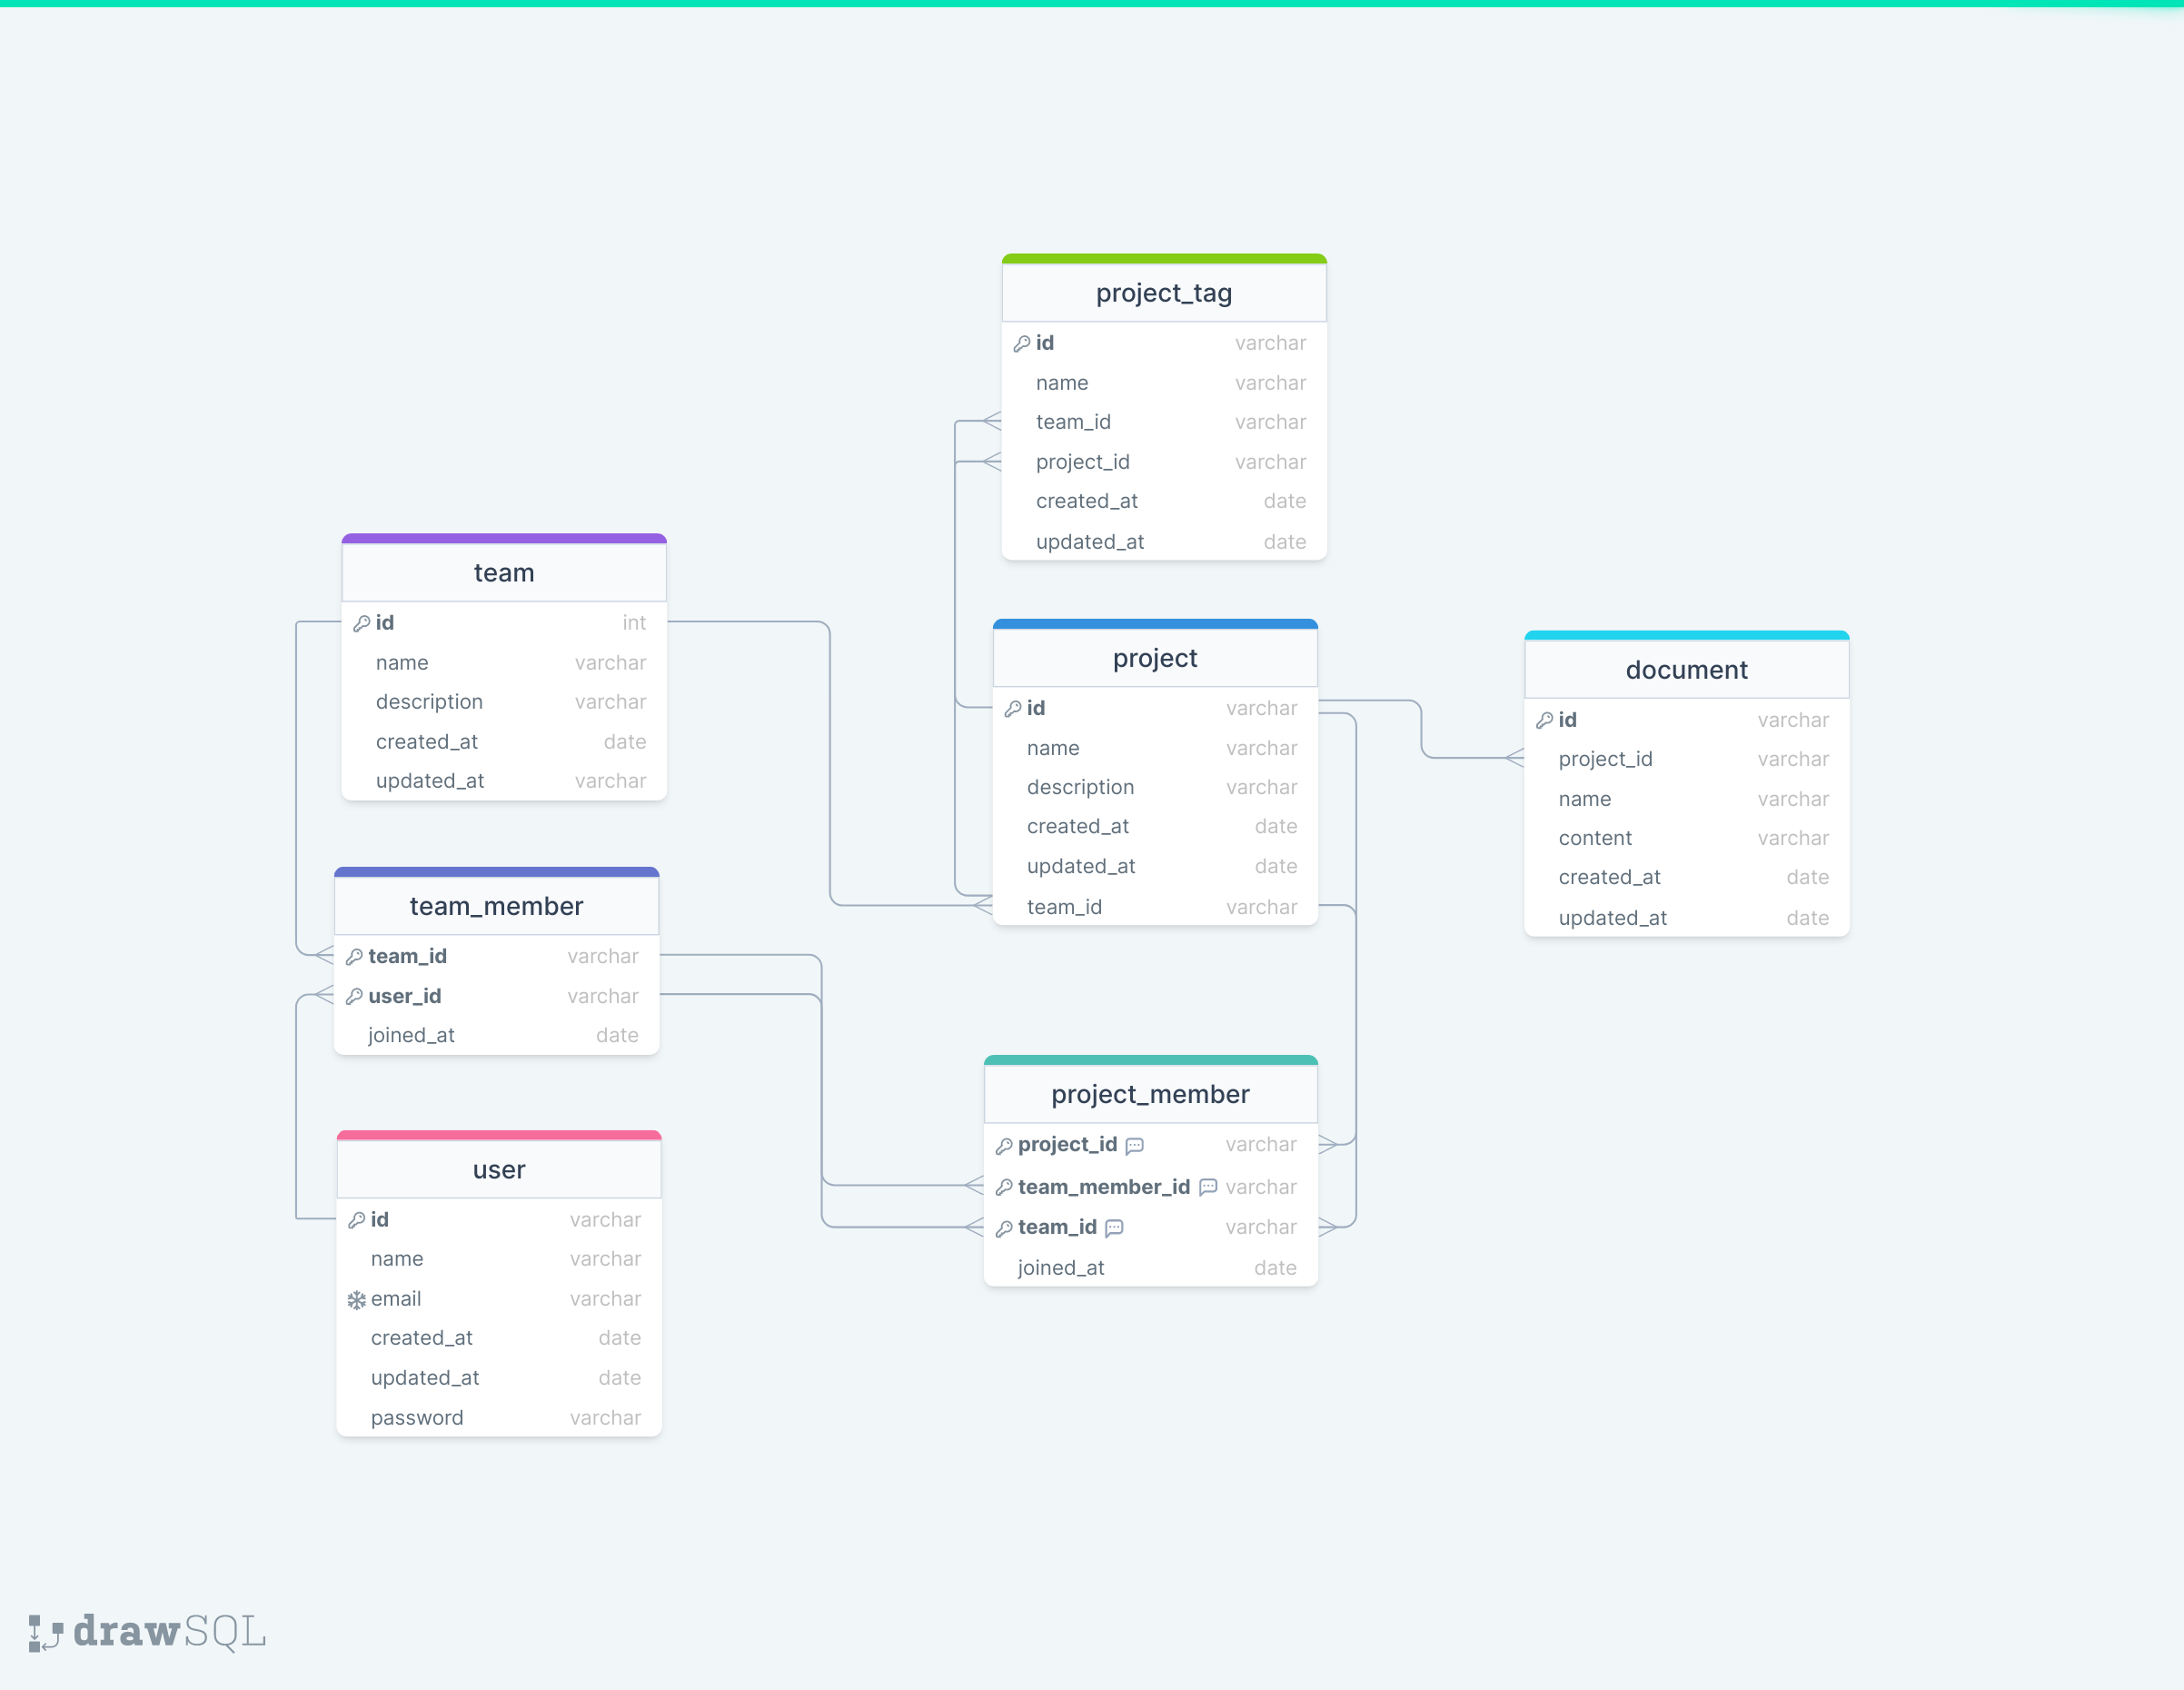 project_tag
id varchar
name varchar
team_id varchar
project_id varchar
created_at date
updated_at date
team
id int
name varchar
description varchar
created_at date
updated_at varchar
project
id varchar
name varchar
description varchar
created_at date
updated_at date
team_id varchar
document
id varchar
project_id varchar
name varchar
content varchar
created_at date
updated_at date
team_member
team_id varchar
user_id varchar
joined_at date
project_member
project_id varchar
team_member_id varchar
team_id varchar
joined_at date
user
id varchar
name varchar
email varchar
created_at date
updated_at date
password varchar
drawSQL